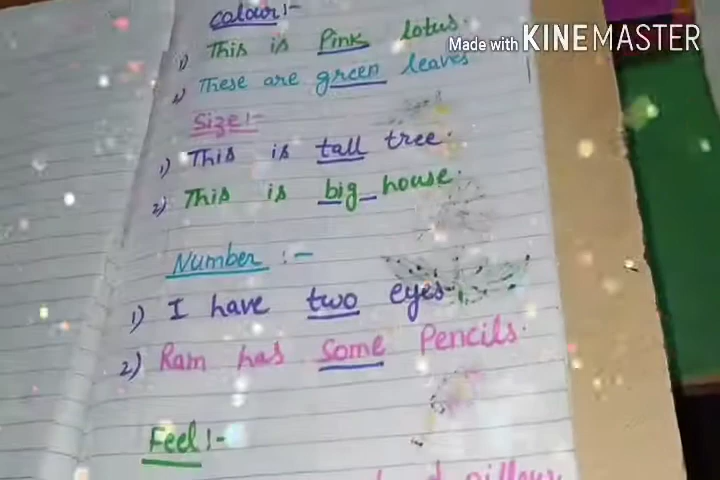 Colour:-
Made with KINEMASTER
1) This is Pink lotus.
2) These are green leaves
Size:-
1) This is tall tree.
2) This is big house.
Number:-
1) I have two eyes.
2) Ram has Some Pencils.
Feel:-